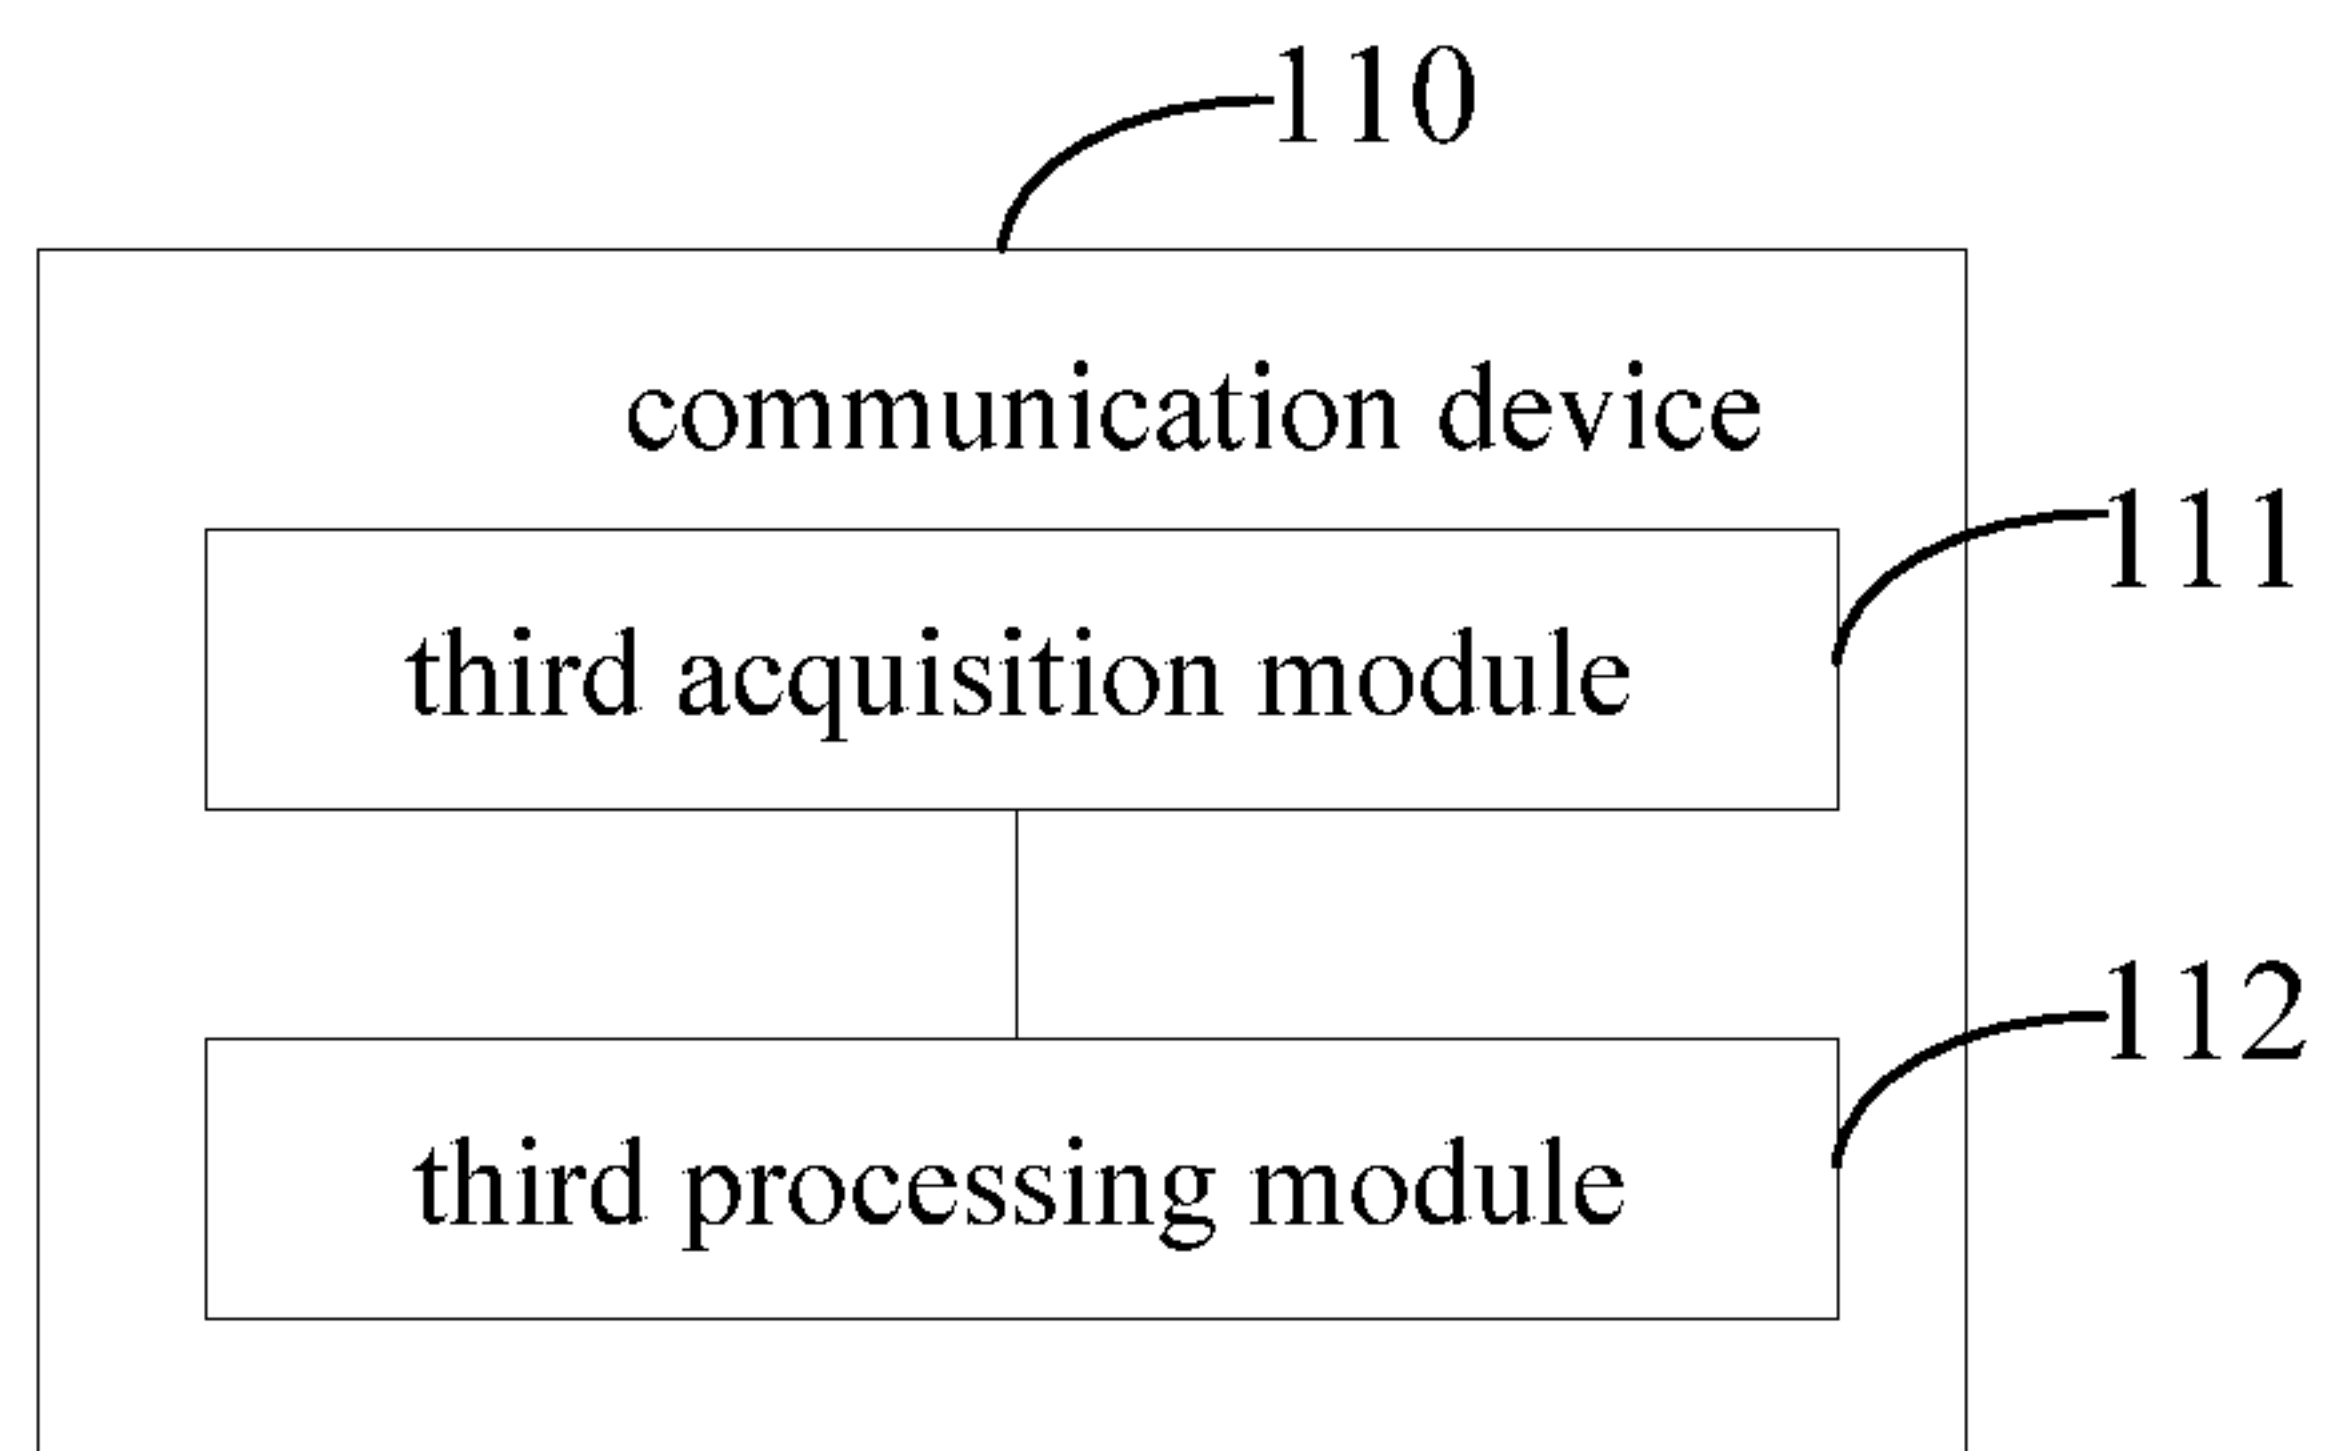 110
communication device
111
third acquisition module
112
third processing module